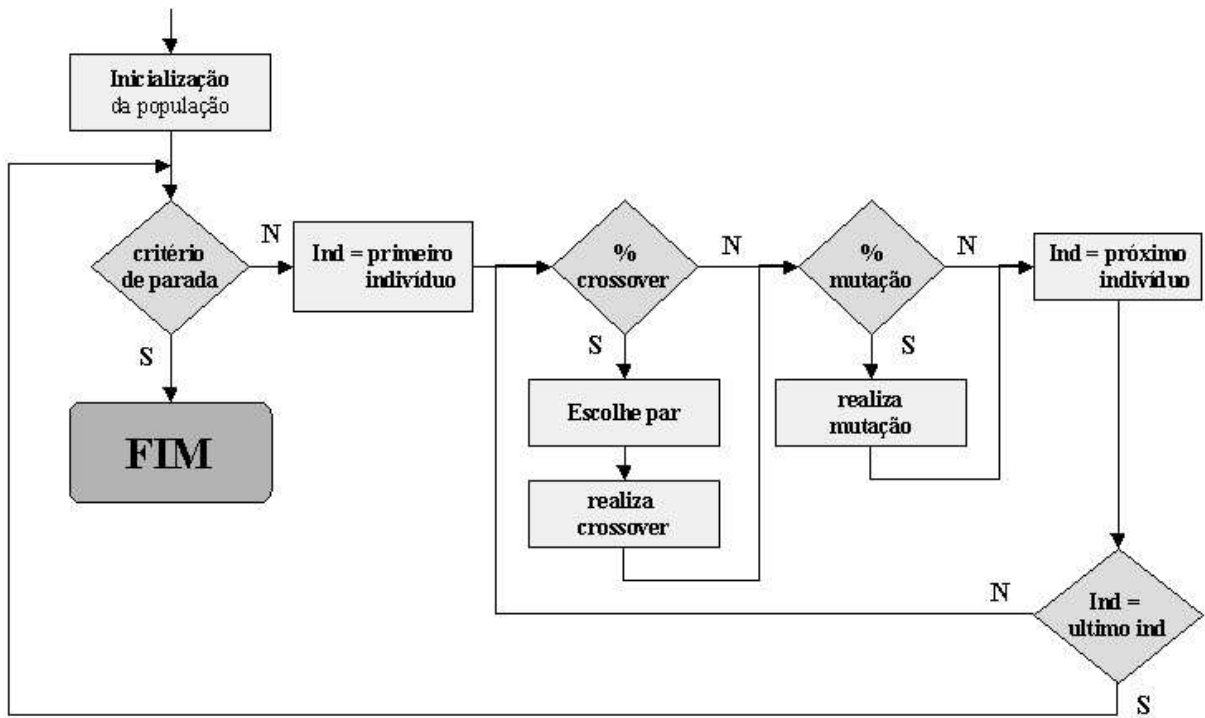 Inicialização
da população
critério
de parada
N
S
FIM
Ind = primeiro
indivíduo
%
crossover
N
S
Escolhe par
realiza
crossover
%
mutação
N
S
realiza
mutação
Ind = próximo
indivíduo
Ind =
ultimo ind
N
S